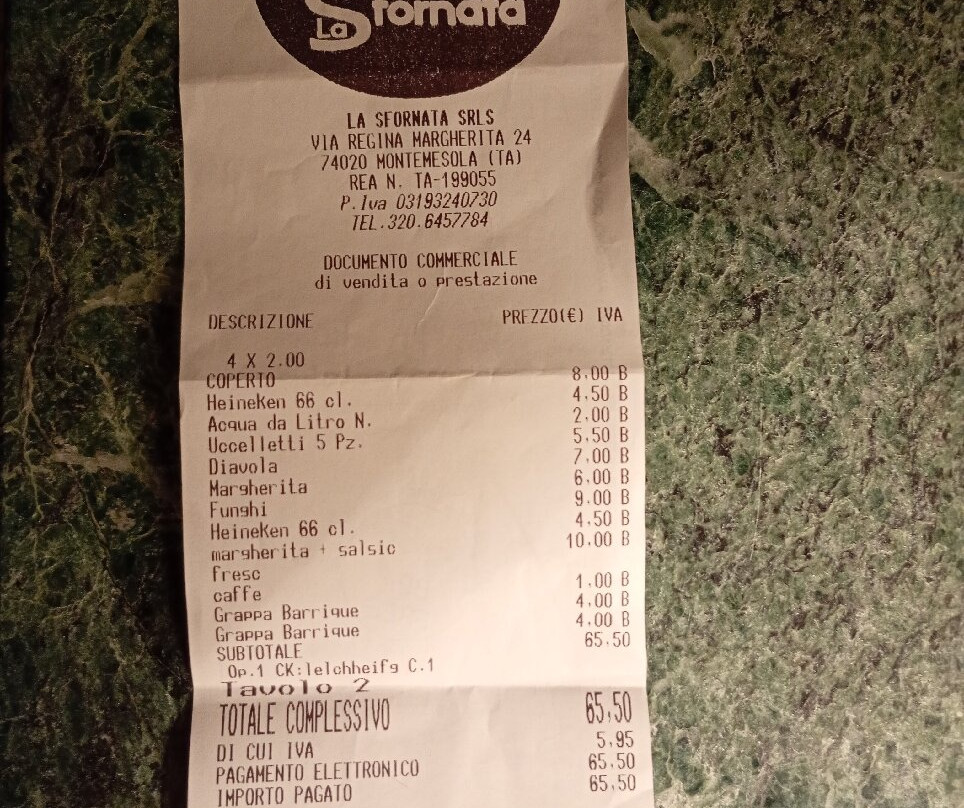 La Sfornata
LA SFORNATA SRLS
VIA REGINA MARGHERITA 24
74020 MONTEMESOLA (TA)
REA N. TA-199055
P.Iva 03193240730
TEL.320.6457784
DOCUMENTO COMMERCIALE
di vendita o prestazione
DESCRIZIONE PREZZO(€) IVA
4 X 2.00
COPERTO 8,00 B
Heineken 66 cl. 4,50 B
Acqua da Litro N. 2,00 B
Uccelletti 5 Pz. 5,50 B
Diavola 7,00 B
Margherita 6,00 B
Funghi 9,00 B
Heineken 66 cl. 4,50 B
margherita + salsic 10,00 B
fresc
caffe 1,00 B
Grappa Barrique 4,00 B
Grappa Barrique 4,00 B
SUBTOTALE 65,50
Op.1 CK:lelchheifg C.1
Tavolo 2
TOTALE COMPLESSIVO 65,50
DI CUI IVA 5,95
PAGAMENTO ELETTRONICO 65,50
IMPORTO PAGATO 65,50